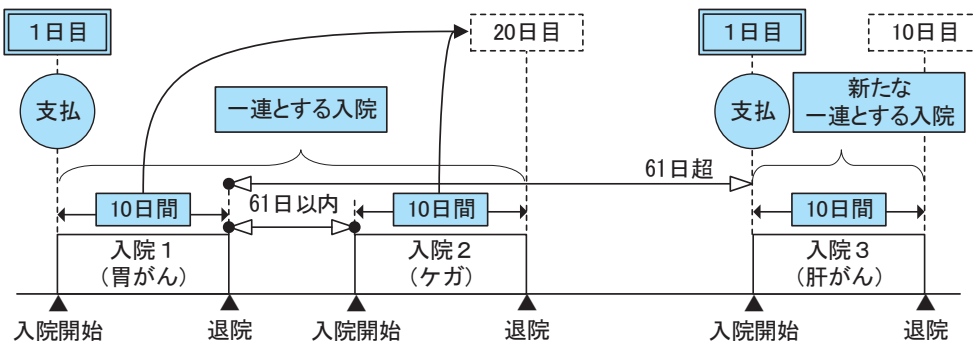 1日目
20日目
1日目
10日目
支払
一連とする入院
支払
新たな
一連とする入院
61日超
10日間
61日以内
10日間
10日間
入院1
(胃がん)
入院2
(ケガ)
入院3
(肝がん)
入院開始
退院
入院開始
退院
入院開始
退院